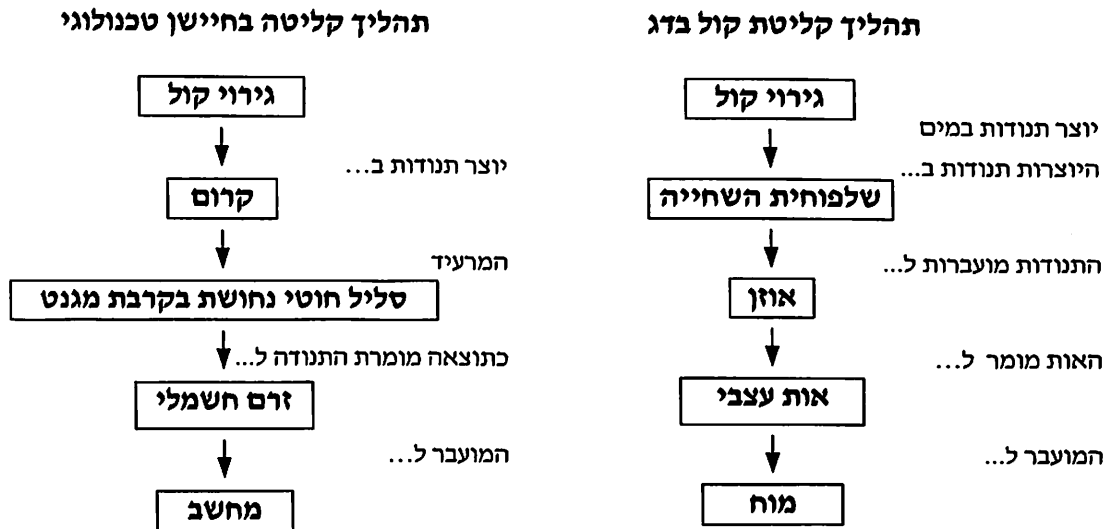 תהליך קליטת קול בדג
גירוי קול
יוצר תנודות במים
היוצרות תנודות ב...
שלפוחית השחייה
התנודות מועברות ל...
אוזן
האות מומר ל...
אות עצבי
המועבר ל...
מוח
תהליך קליטה בחיישן טכנולוגי
גירוי קול
יוצר תנודות ב...
קרום
המרעיד
סליל חוטי נחושת בקרבת מגנט
כתוצאה מומרת התנודה ל...
זרם חשמלי
המועבר ל...
מחשב